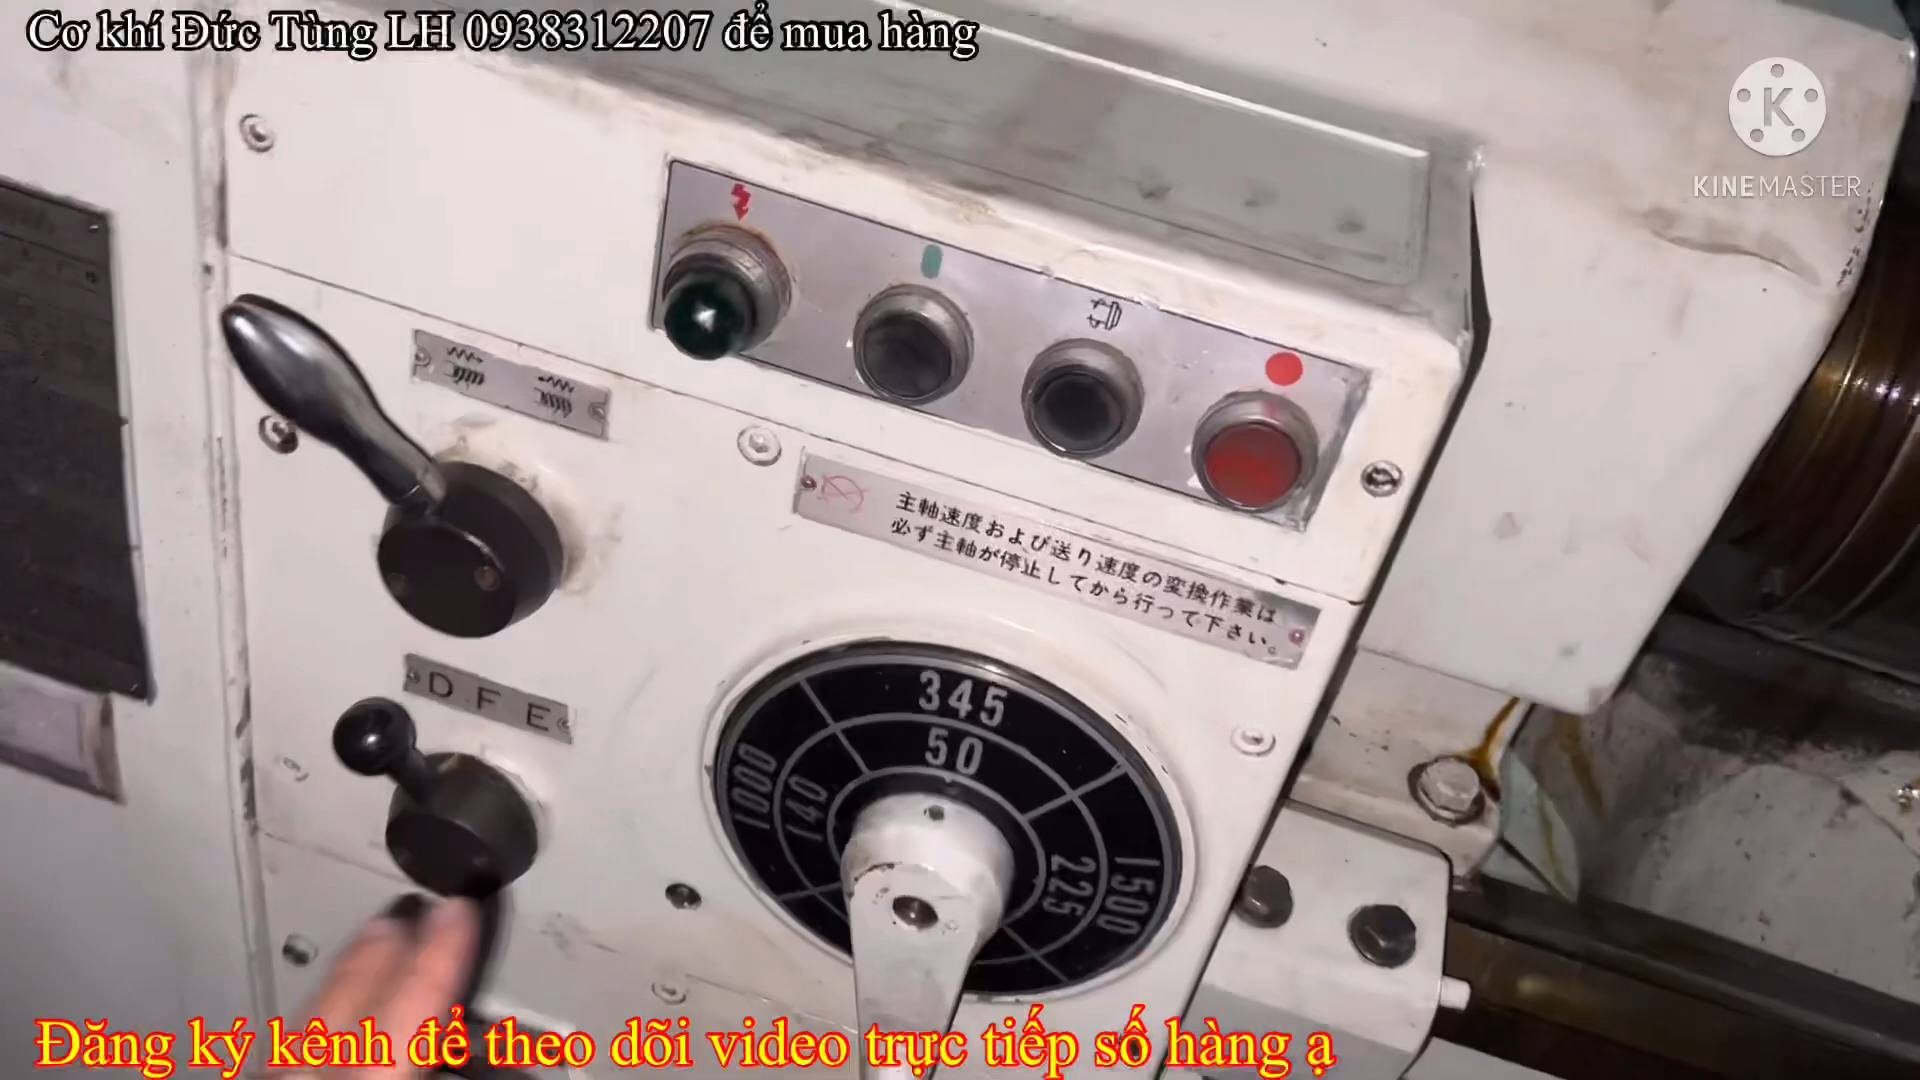 Cơ khí Đức Tùng LH 0938312207 để mua hàng
K
KINEMASTER
主軸速度および送り速度の変換作業は
必ず主軸が停止してから行って下さい。
D F E
345
50
1000
140
225
1500
Đăng ký kênh để theo dõi video trực tiếp số hàng ạ